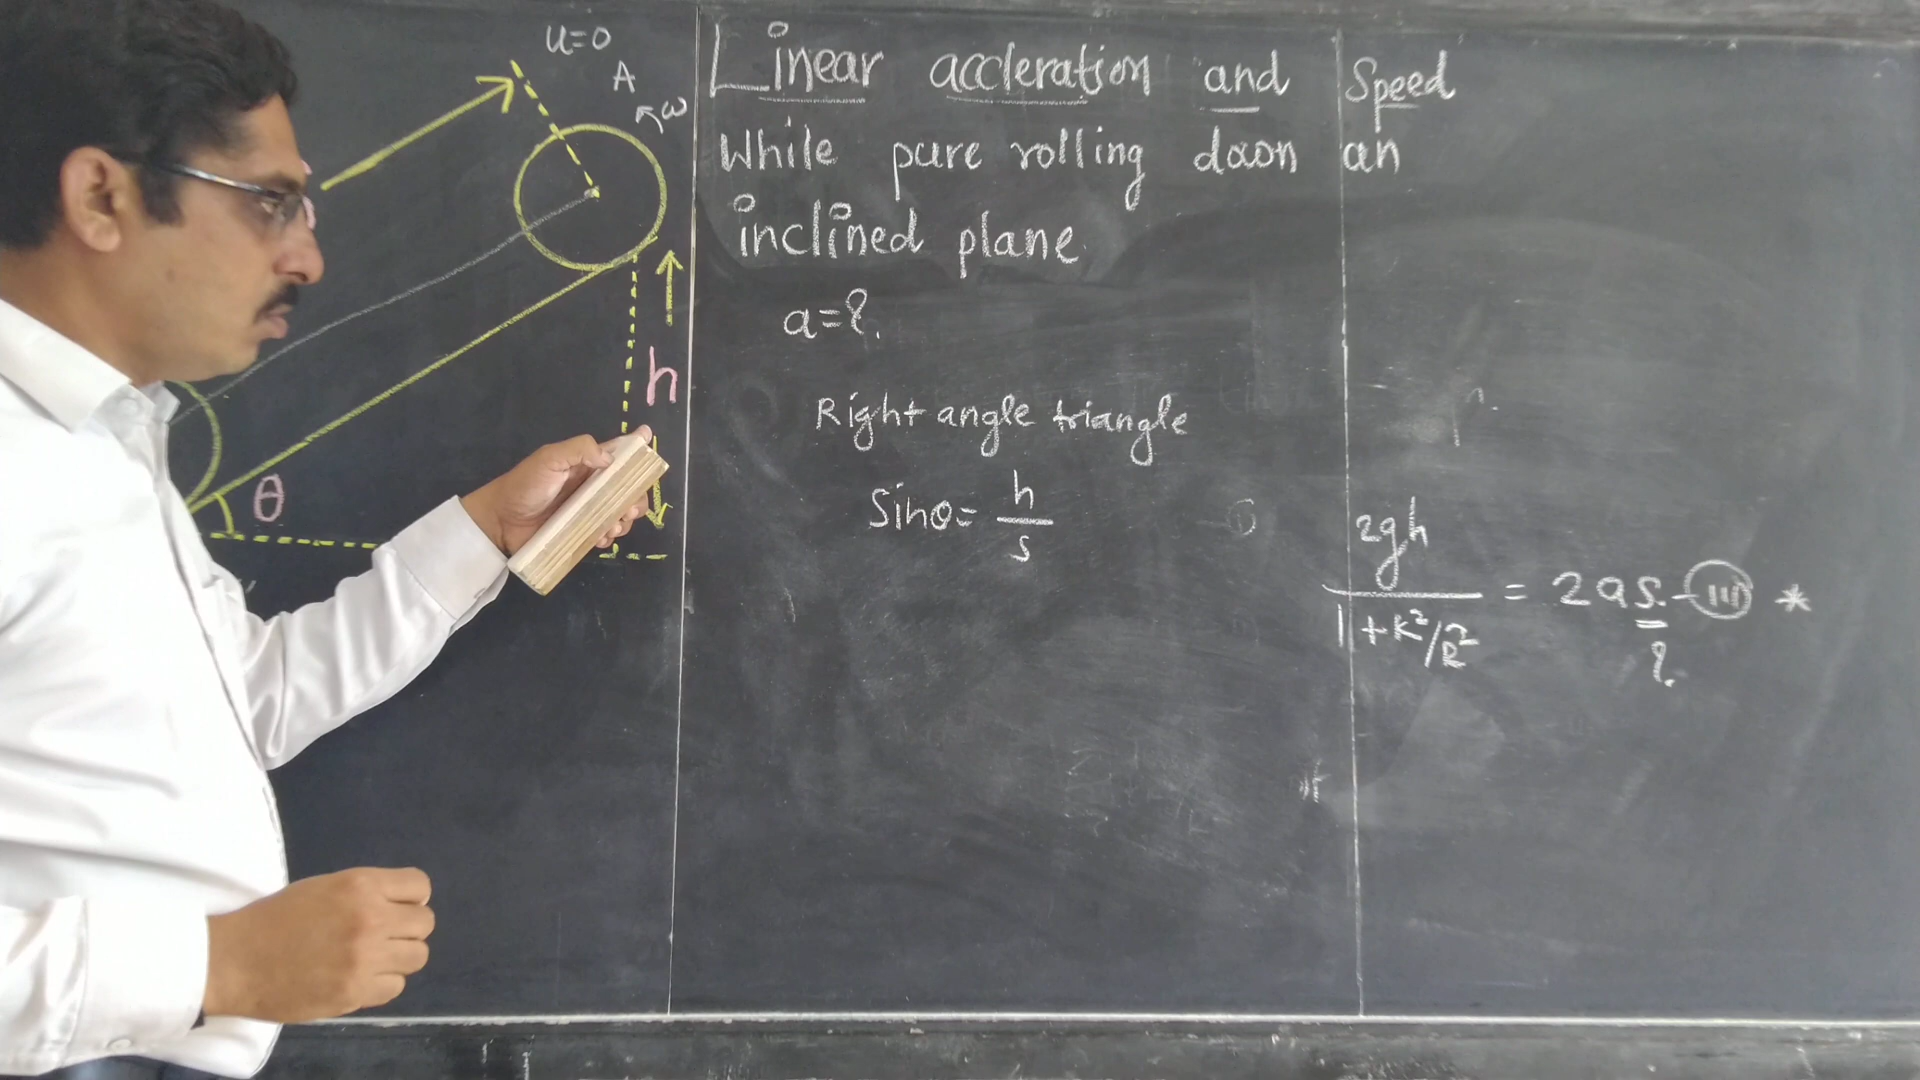 u=0
A
ω
h
θ
Linear accleration and Speed
While pure rolling down an
inclined plane
a=?
Right angle triangle
Sinθ= h/s
2gh/1+K²/R² = 2as - (III) *
?